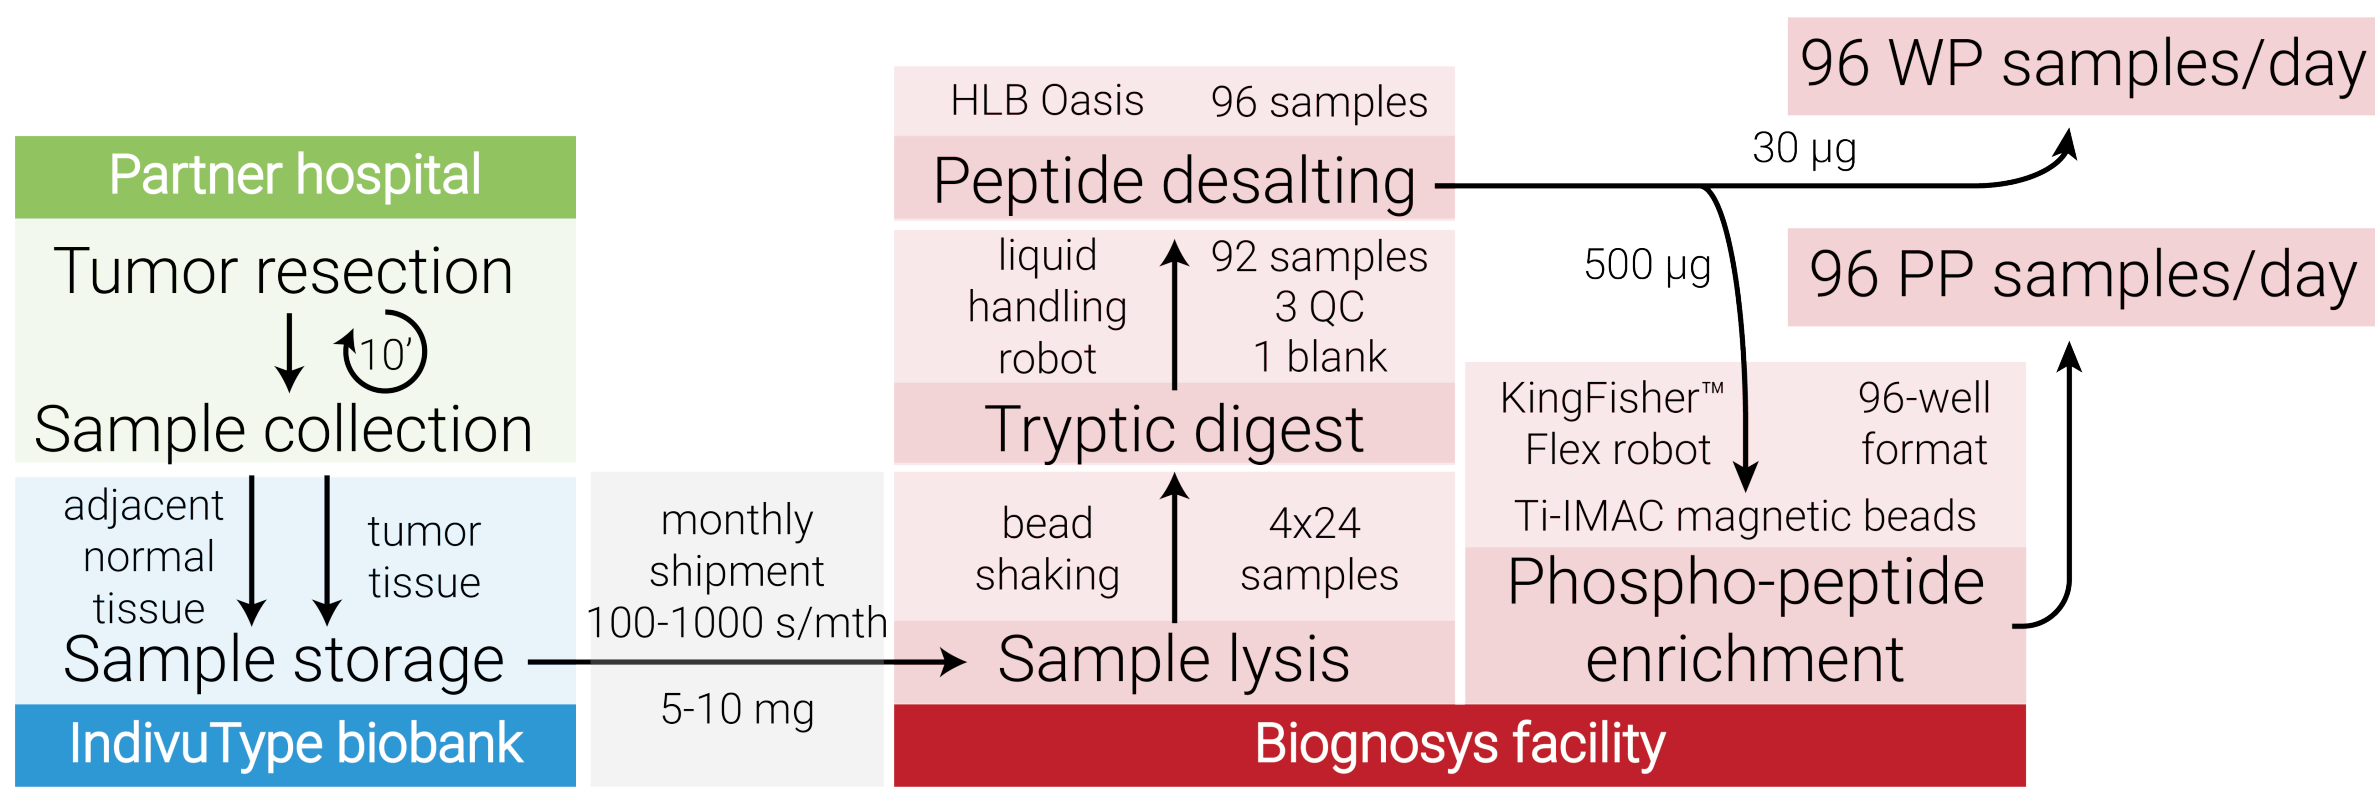 Partner hospital
Tumor resection
10’
Sample collection
adjacent
normal
tissue
tumor
tissue
Sample storage
IndivuType biobank
monthly
shipment
100-1000 s/mth
5-10 mg
HLB Oasis
96 samples
Peptide desalting
liquid
handling
robot
92 samples
3 QC
1 blank
Tryptic digest
bead
shaking
4x24
samples
Sample lysis
Biognosys facility
30 µg
500 µg
96 WP samples/day
96 PP samples/day
KingFisher™
Flex robot
96-well
format
Ti-IMAC magnetic beads
Phospho-peptide
enrichment